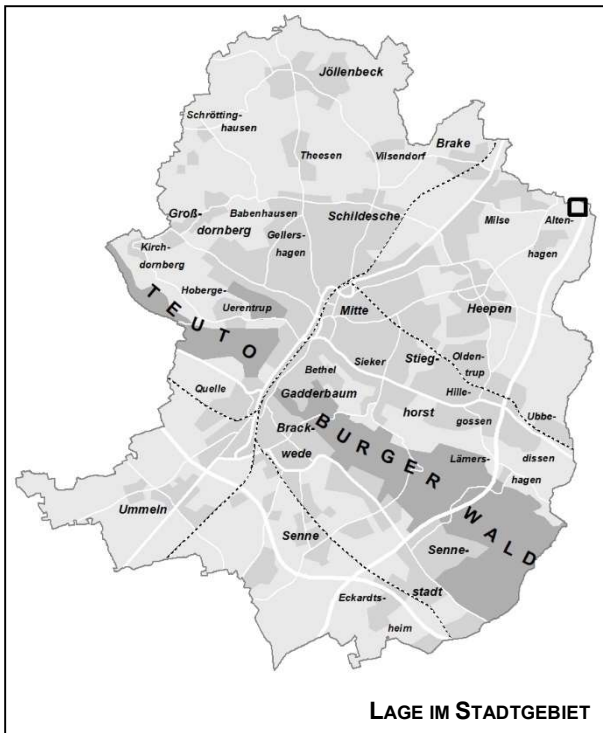 Jöllenbeck
Schrötting-
hausen
Brake
Theesen
Vilsendorf
Groß-
dornberg
Babenhausen
Schildesche
Milse
Alten-
hagen
Gellers-
hagen
Kirch-
dornberg
Hoberge-
Uerentrup
TEUTO
Mitte
Heepen
Bethel
Sieker
Stieg-
horst
Olden-
trup
Quelle
Gadderbaum
Hille-
gossen
Ubbe-
dissen
Brack-
wede
BURGER WALD
Lämers-
hagen
Ummeln
Senne
Senne-
stadt
Eckardts-
heim
LAGE IM STADTGEBIET